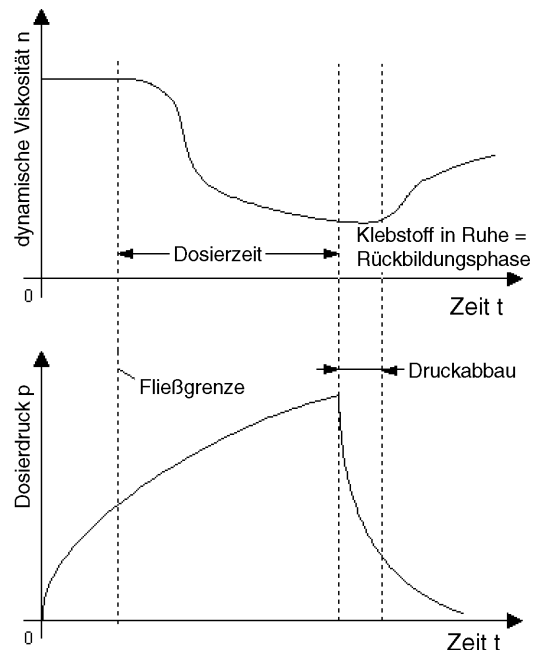 dynamische Viskosität n
Dosierzeit
Klebstoff in Ruhe =
Rückbildungsphase
0
Zeit t
Dosierdruck p
Fließgrenze
Druckabbau
0
Zeit t